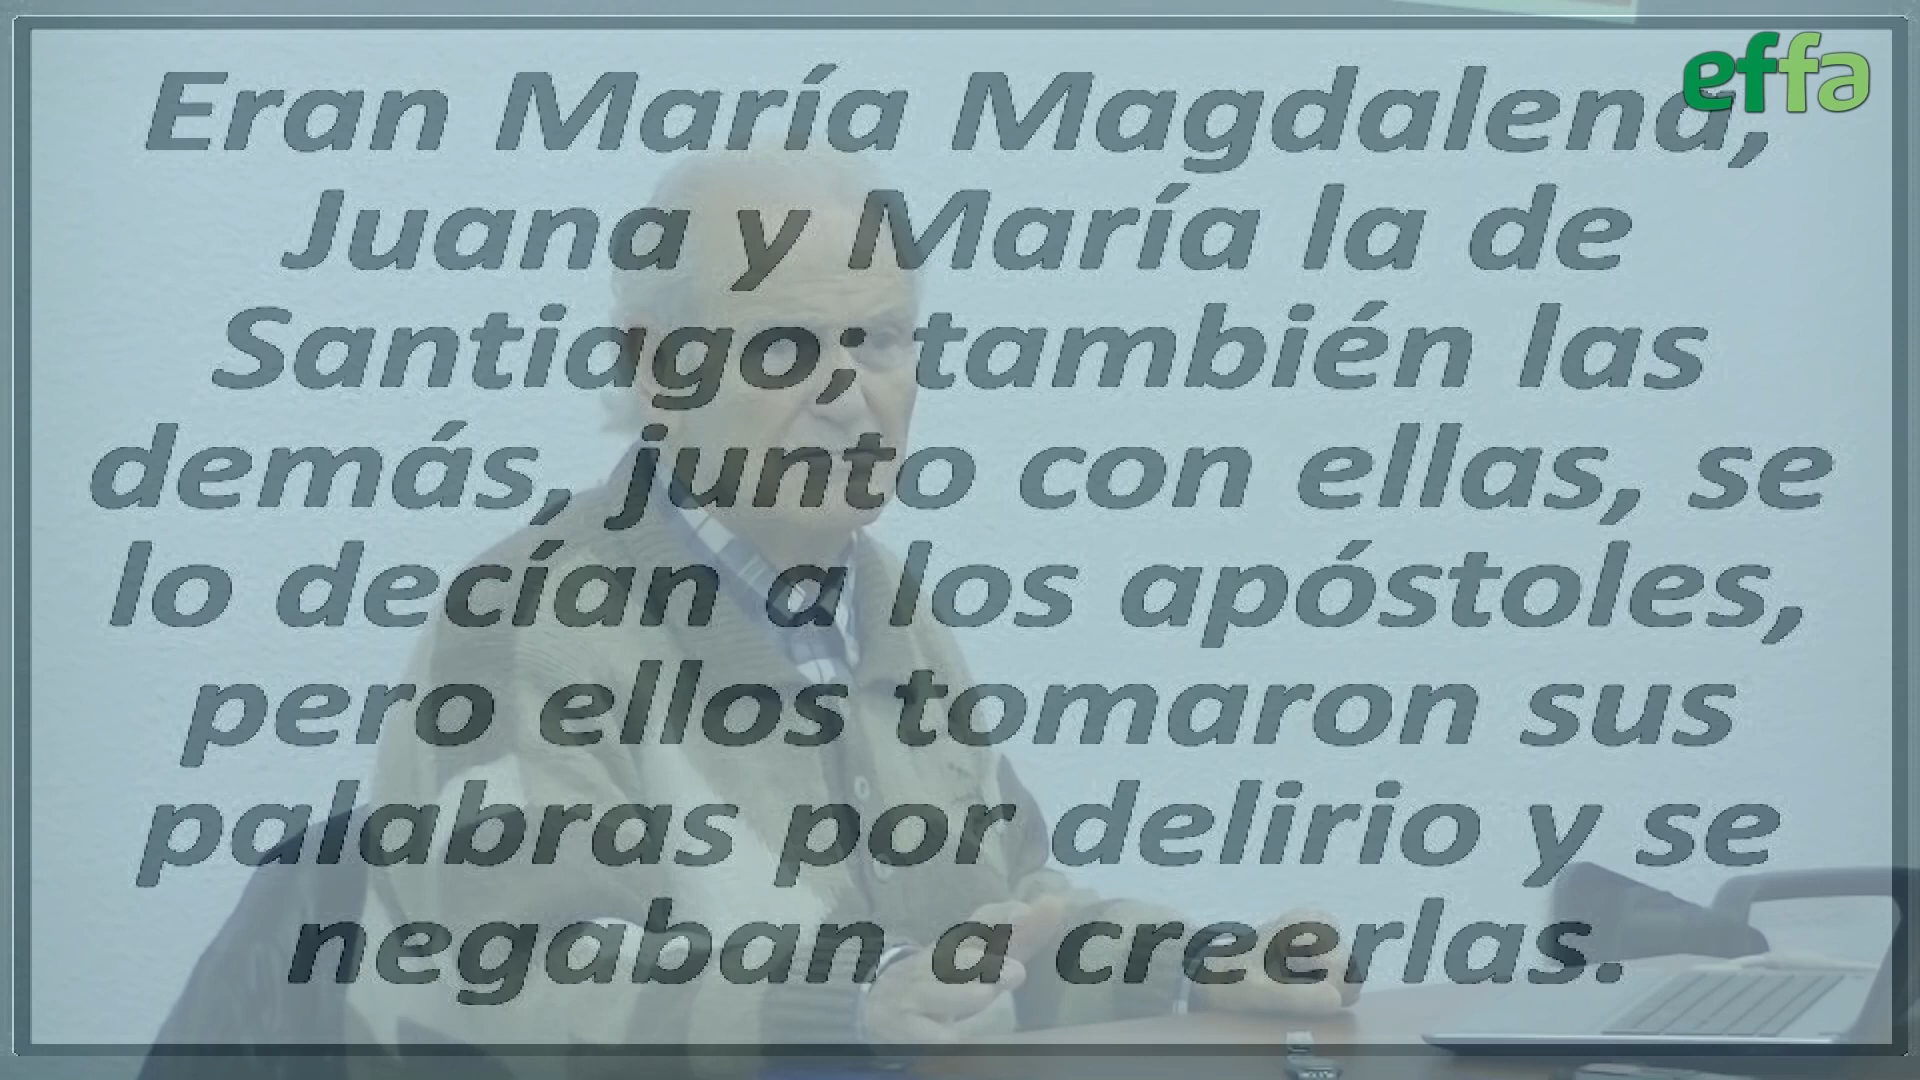 effa
Eran María Magdalena,
Juana y María la de
Santiago; también las
demás, junto con ellas, se
lo decían a los apóstoles,
pero ellos tomaron sus
palabras por delirio y se
negaban a creerlas.